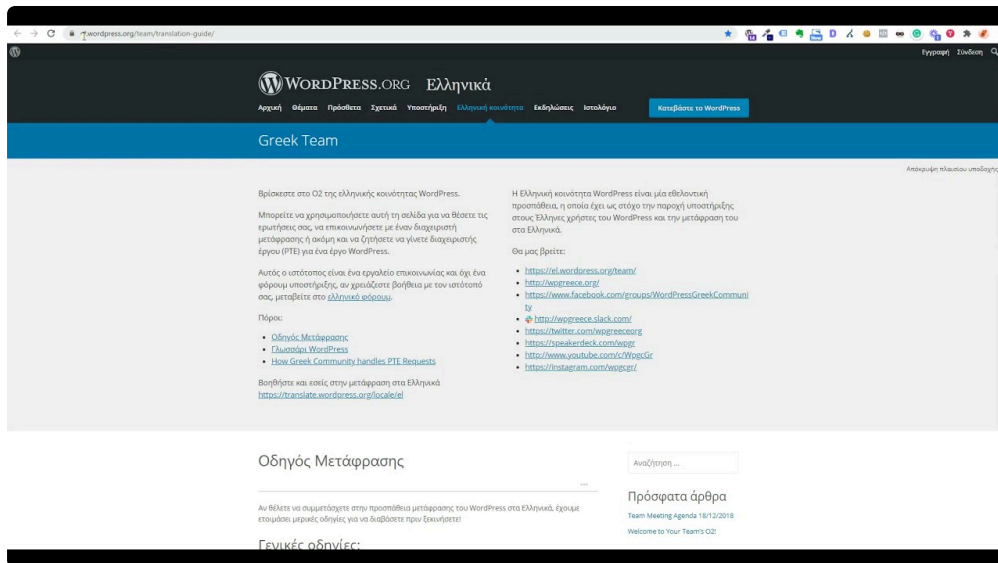 wordpress.org/team/translation-guide/
Εγγραφή Σύνδεση
WORDPRESS.ORG Ελληνικά
Αρχική Θέματα Πρόσθετα Σχετικά Υποστήριξη Ελληνική κοινότητα Εκδηλώσεις Ιστολόγιο Κατεβάστε το WordPress
Greek Team
Απόκρυψη πλαισίου υποδοχής
Βρίσκεστε στο O2 της ελληνικής κοινότητας WordPress.
Μπορείτε να χρησιμοποιήσετε αυτή τη σελίδα για να θέσετε τις
ερωτήσεις σας, να επικοινωνήσετε με έναν διαχειριστή
μετάφρασης ή ακόμη και να ζητήσετε να γίνετε διαχειριστής
έργου (PTE) για ένα έργο WordPress.
Αυτός ο ιστότοπος είναι ένα εργαλείο επικοινωνίας και όχι ένα
φόρουμ υποστήριξης, αν χρειάζεστε βοήθεια με τον ιστότοπό
σας, μεταβείτε στο ελληνικό φόρουμ.
Πόροι:
Οδηγός Μετάφρασης
Γλωσσάρι WordPress
How Greek Community handles PTE Requests
Βοηθήστε και εσείς στην μετάφραση στα Ελληνικά
https://translate.wordpress.org/locale/el
Η Ελληνική κοινότητα WordPress είναι μία εθελοντική
προσπάθεια, η οποία έχει ως στόχο την παροχή υποστήριξης
στους Έλληνες χρήστες του WordPress και την μετάφραση του
στα Ελληνικά.
Θα μας βρείτε:
https://el.wordpress.org/team/
http://wpgreece.org/
https://www.facebook.com/groups/WordPressGreekCommuni
ty
http://wpgreece.slack.com/
https://twitter.com/wpgreeceorg
https://speakerdeck.com/wpgr
http://www.youtube.com/c/WpgcGr
https://instagram.com/wpgcgr/
Οδηγός Μετάφρασης
Αν θέλετε να συμμετάσχετε στην προσπάθεια μετάφρασης του WordPress στα Ελληνικά, έχουμε
ετοιμάσει μερικές οδηγίες για να διαβάσετε πριν ξεκινήσετε!
Γενικές οδηγίες:
Αναζήτηση ...
Πρόσφατα άρθρα
Team Meeting Agenda 18/12/2018
Welcome to Your Team's O2!